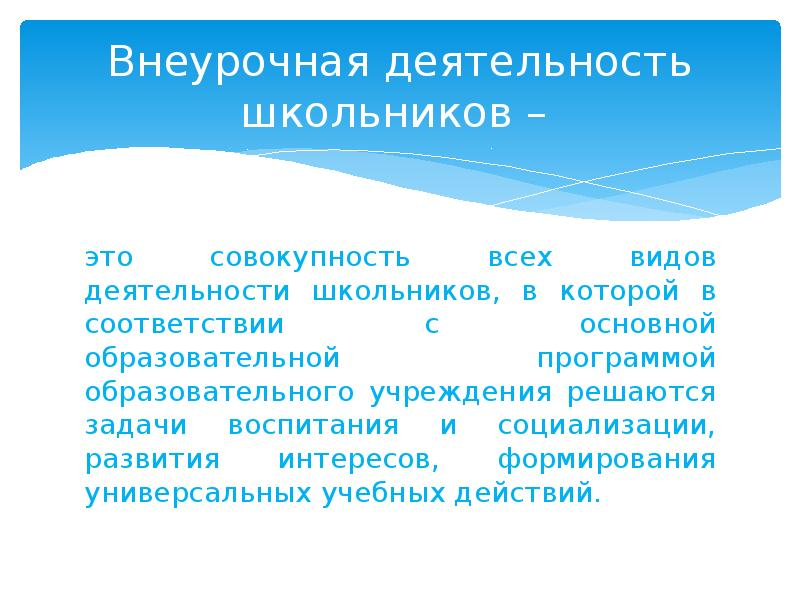 Внеурочная деятельность
школьников –
это совокупность всех видов
деятельности школьников, в которой в
соответствии с основной
образовательной программой
образовательного учреждения решаются
задачи воспитания и социализации,
развития интересов, формирования
универсальных учебных действий.